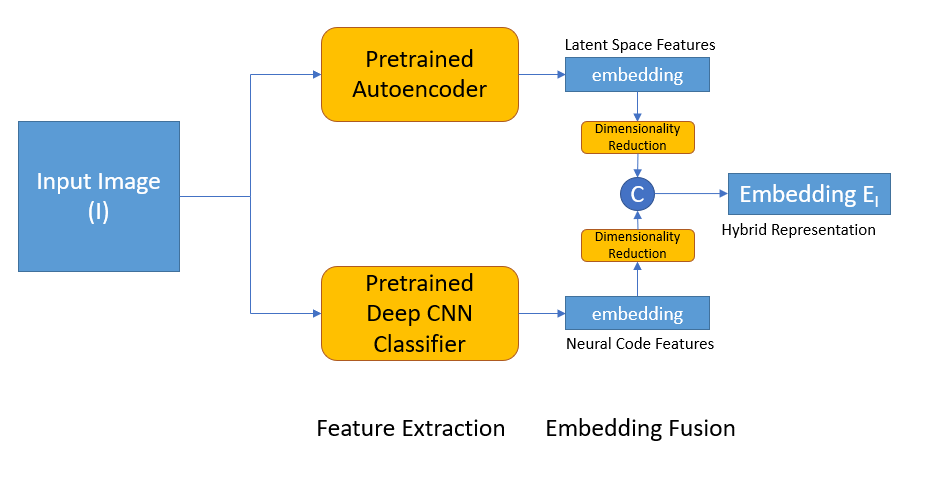 Pretrained
Autoencoder
Latent Space Features
embedding
Dimensionality
Reduction
Input Image
(I)
C
Embedding E_I
Hybrid Representation
Dimensionality
Reduction
Pretrained
Deep CNN
Classifier
embedding
Neural Code Features
Feature Extraction
Embedding Fusion